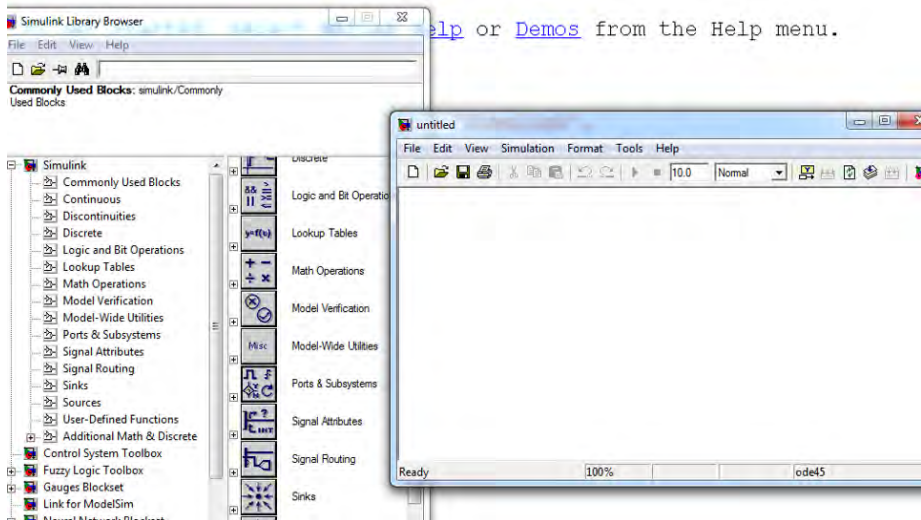 Simulink Library Browser
File Edit View Help
Commonly Used Blocks: simulink/Commonly
Used Blocks
elp or Demos from the Help menu.
Simulink
Commonly Used Blocks
Continuous
Discontinuities
Discrete
Logic and Bit Operations
Lookup Tables
Math Operations
Model Verification
Model-Wide Utilities
Ports & Subsystems
Signal Attributes
Signal Routing
Sinks
Sources
User-Defined Functions
Additional Math & Discrete
Control System Toolbox
Fuzzy Logic Toolbox
Gauges Blockset
Link for ModelSim
Neural Network Blockset
Discrete
Logic and Bit Operatio
y=f(u) Lookup Tables
Math Operations
Model Verification
Misc Model-Wide Utilities
Ports & Subsystems
Signal Attributes
Signal Routing
Sinks
untitled
File Edit View Simulation Format Tools Help
10.0 Normal
Ready 100% ode45